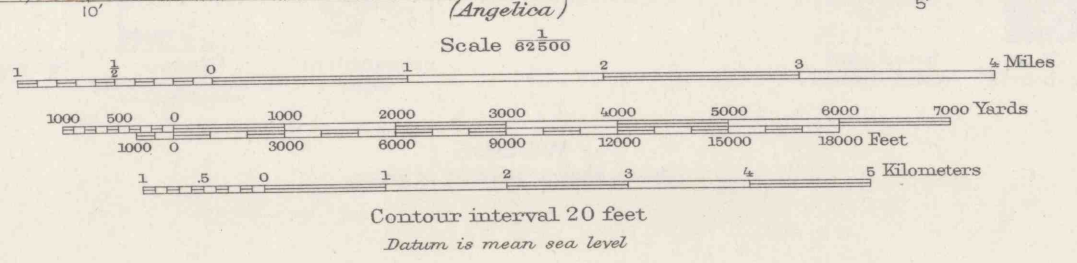 10′ 5′
(Angelica)
Scale 1/62500
1 1/2 0 1 2 3 4 Miles
1000 500 0 1000 2000 3000 4000 5000 6000 7000 Yards
1000 0 3000 6000 9000 12000 15000 18000 Feet
1 .5 0 1 2 3 4 5 Kilometers
Contour interval 20 feet
Datum is mean sea level